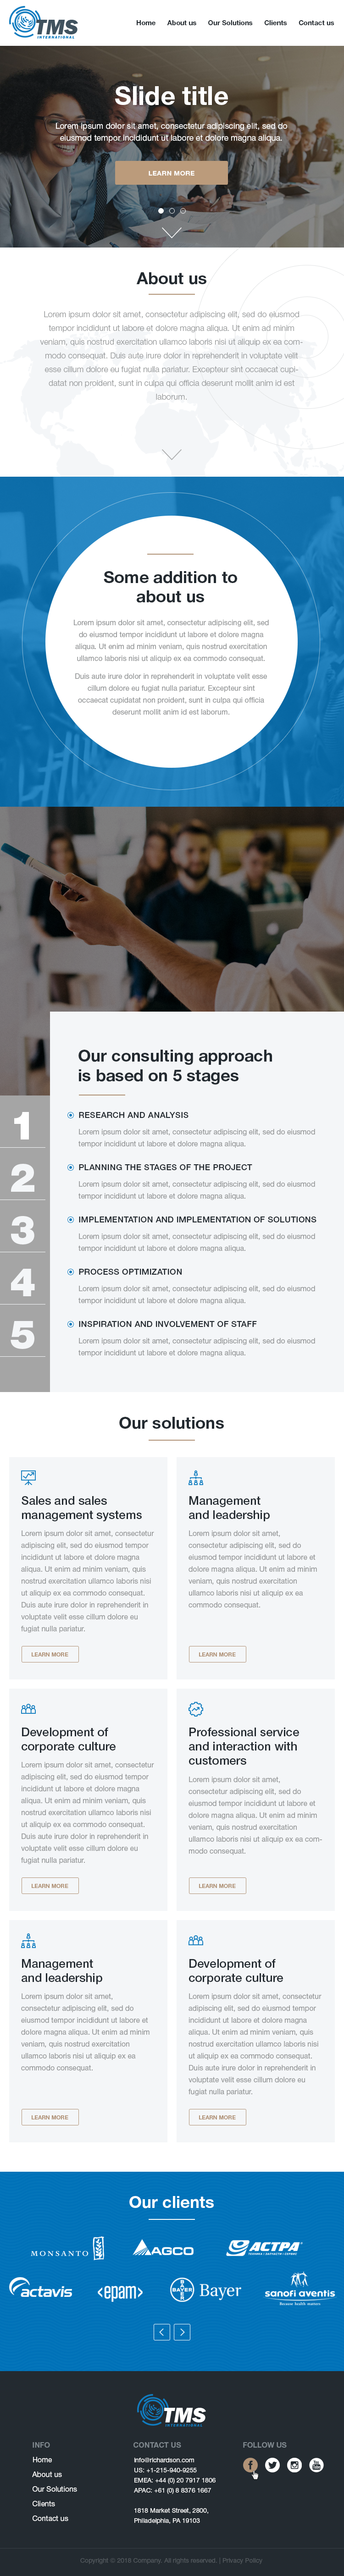 TMS
INTERNATIONAL
Home About us Our Solutions Clients Contact us
Slide title
Lorem ipsum dolor sit amet, consectetur adipiscing elit, sed do
eiusmod tempor incididunt ut labore et dolore magna aliqua.
LEARN MORE
About us
Lorem ipsum dolor sit amet, consectetur adipiscing elit, sed do eiusmod
tempor incididunt ut labore et dolore magna aliqua. Ut enim ad minim
veniam, quis nostrud exercitation ullamco laboris nisi ut aliquip ex ea com-
modo consequat. Duis aute irure dolor in reprehenderit in voluptate velit
esse cillum dolore eu fugiat nulla pariatur. Excepteur sint occaecat cupi-
datat non proident, sunt in culpa qui officia deserunt mollit anim id est
laborum.
Some addition to
about us
Lorem ipsum dolor sit amet, consectetur adipiscing elit, sed
do eiusmod tempor incididunt ut labore et dolore magna
aliqua. Ut enim ad minim veniam, quis nostrud exercitation
ullamco laboris nisi ut aliquip ex ea commodo consequat.
Duis aute irure dolor in reprehenderit in voluptate velit esse
cillum dolore eu fugiat nulla pariatur. Excepteur sint
occaecat cupidatat non proident, sunt in culpa qui officia
deserunt mollit anim id est laborum.
Our consulting approach
is based on 5 stages
1
RESEARCH AND ANALYSIS
Lorem ipsum dolor sit amet, consectetur adipiscing elit, sed do eiusmod
tempor incididunt ut labore et dolore magna aliqua.
2
PLANNING THE STAGES OF THE PROJECT
Lorem ipsum dolor sit amet, consectetur adipiscing elit, sed do eiusmod
tempor incididunt ut labore et dolore magna aliqua.
3
IMPLEMENTATION AND IMPLEMENTATION OF SOLUTIONS
Lorem ipsum dolor sit amet, consectetur adipiscing elit, sed do eiusmod
tempor incididunt ut labore et dolore magna aliqua.
4
PROCESS OPTIMIZATION
Lorem ipsum dolor sit amet, consectetur adipiscing elit, sed do eiusmod
tempor incididunt ut labore et dolore magna aliqua.
5
INSPIRATION AND INVOLVEMENT OF STAFF
Lorem ipsum dolor sit amet, consectetur adipiscing elit, sed do eiusmod
tempor incididunt ut labore et dolore magna aliqua.
Our solutions
Sales and sales
management systems
Lorem ipsum dolor sit amet, consectetur
adipiscing elit, sed do eiusmod tempor
incididunt ut labore et dolore magna
aliqua. Ut enim ad minim veniam, quis
nostrud exercitation ullamco laboris nisi
ut aliquip ex ea commodo consequat.
Duis aute irure dolor in reprehenderit in
voluptate velit esse cillum dolore eu
fugiat nulla pariatur.
LEARN MORE
Management
and leadership
Lorem ipsum dolor sit amet,
consectetur adipiscing elit, sed do
eiusmod tempor incididunt ut labore et
dolore magna aliqua. Ut enim ad minim
veniam, quis nostrud exercitation
ullamco laboris nisi ut aliquip ex ea
commodo consequat.
LEARN MORE
Development of
corporate culture
Lorem ipsum dolor sit amet, consectetur
adipiscing elit, sed do eiusmod tempor
incididunt ut labore et dolore magna
aliqua. Ut enim ad minim veniam, quis
nostrud exercitation ullamco laboris nisi
ut aliquip ex ea commodo consequat.
Duis aute irure dolor in reprehenderit in
voluptate velit esse cillum dolore eu
fugiat nulla pariatur.
LEARN MORE
Professional service
and interaction with
customers
Lorem ipsum dolor sit amet,
consectetur adipiscing elit, sed do
eiusmod tempor incididunt ut labore et
dolore magna aliqua. Ut enim ad minim
veniam, quis nostrud exercitation
ullamco laboris nisi ut aliquip ex ea com-
modo consequat.
LEARN MORE
Management
and leadership
Lorem ipsum dolor sit amet,
consectetur adipiscing elit, sed do
eiusmod tempor incididunt ut labore et
dolore magna aliqua. Ut enim ad minim
veniam, quis nostrud exercitation
ullamco laboris nisi ut aliquip ex ea
commodo consequat.
LEARN MORE
Development of
corporate culture
Lorem ipsum dolor sit amet, consectetur
adipiscing elit, sed do eiusmod tempor
incididunt ut labore et dolore magna
aliqua. Ut enim ad minim veniam, quis
nostrud exercitation ullamco laboris nisi
ut aliquip ex ea commodo consequat.
Duis aute irure dolor in reprehenderit in
voluptate velit esse cillum dolore eu
fugiat nulla pariatur.
LEARN MORE
Our clients
MONSANTO
AGCO
АСТРА
actavis
<epam>
BAYER
Bayer
sanofi aventis
Because health matters
TMS
INTERNATIONAL
INFO
Home
About us
Our Solutions
Clients
Contact us
CONTACT US
info@richardson.com
US: +1-215-940-9255
EMEA: +44 (0) 20 7917 1806
APAC: +61 (0) 8 8376 1667
1818 Market Street, 2800,
Philadelphia, PA 19103
FOLLOW US
You Tube
Copyright © 2018 Company. All rights reserved. | Privacy Policy